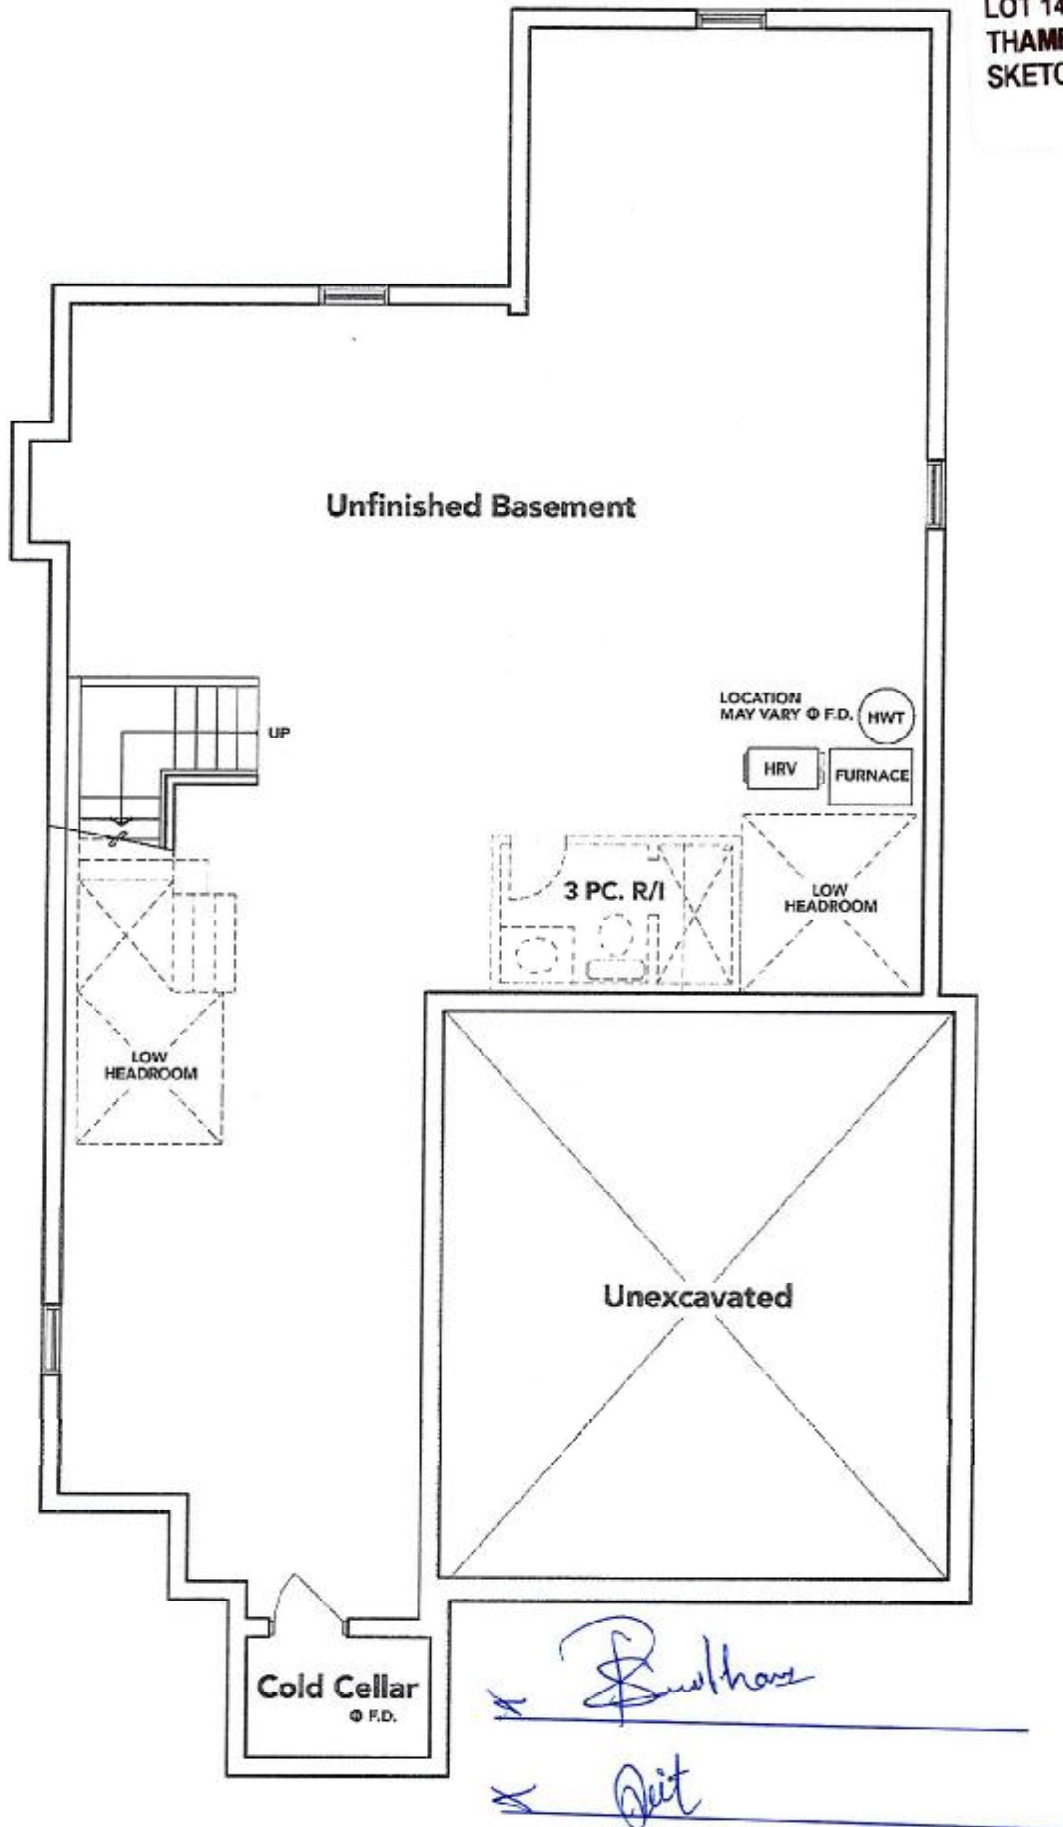 LOT 14
THAM
SKETC
Unfinished Basement
UP
LOCATION
MAY VARY Φ F.D.
HWT
HRV
FURNACE
3 PC. R/I
LOW
HEADROOM
LOW
HEADROOM
Unexcavated
Cold Cellar
Φ F.D.